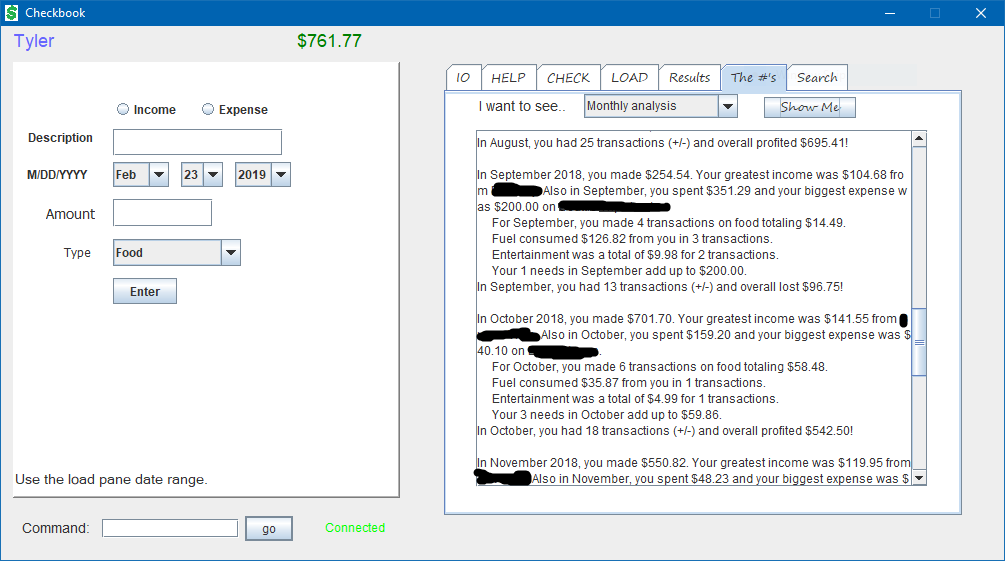 Checkbook
Tyler
$761.77
Income
Expense
Description
M/DD/YYYY
Feb
23
2019
Amount
Type
Food
Enter
Use the load pane date range.
Command:
go
Connected
IO
HELP
CHECK
LOAD
Results
The #'s
Search
I want to see..
Monthly analysis
Show Me
In August, you had 25 transactions (+/-) and overall profited $695.41!
In September 2018, you made $254.54. Your greatest income was $104.68 fro
m Also in September, you spent $351.29 and your biggest expense w
as $200.00 on
For September, you made 4 transactions on food totaling $14.49.
Fuel consumed $126.82 from you in 3 transactions.
Entertainment was a total of $9.98 for 2 transactions.
Your 1 needs in September add up to $200.00.
In September, you had 13 transactions (+/-) and overall lost $96.75!
In October 2018, you made $701.70. Your greatest income was $141.55 from
Also in October, you spent $159.20 and your biggest expense was $
40.10 on .
For October, you made 6 transactions on food totaling $58.48.
Fuel consumed $35.87 from you in 1 transactions.
Entertainment was a total of $4.99 for 1 transactions.
Your 3 needs in October add up to $59.86.
In October, you had 18 transactions (+/-) and overall profited $542.50!
In November 2018, you made $550.82. Your greatest income was $119.95 from
Also in November, you spent $48.23 and your biggest expense was $